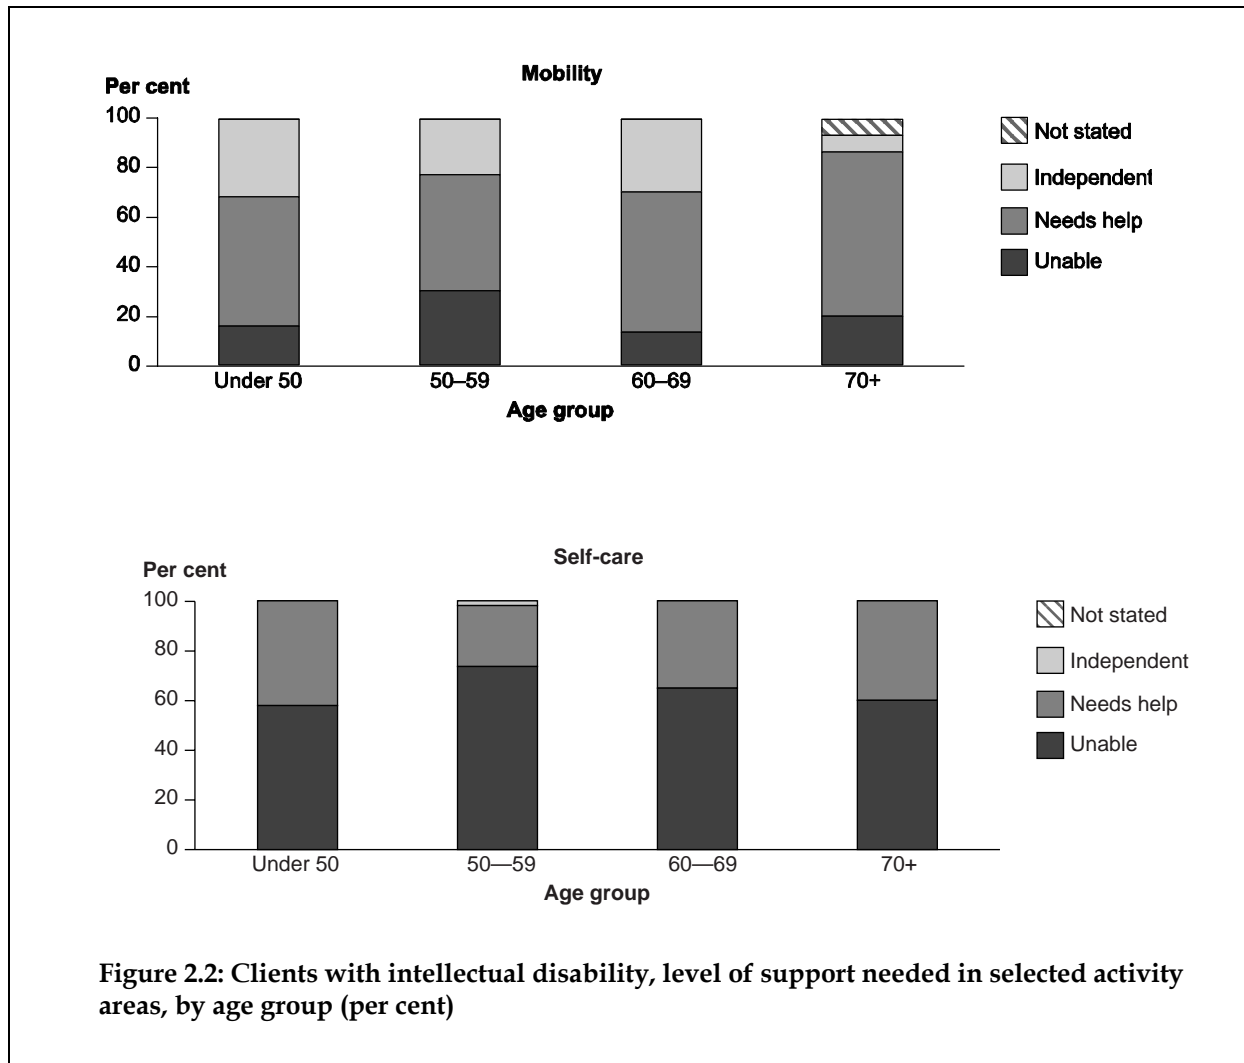 Mobility
Per cent
100
80
60
40
20
0
Under 50
50–59
60–69
70+
Age group
Not stated
Independent
Needs help
Unable
Self-care
Per cent
100
80
60
40
20
0
Under 50
50—59
60—69
70+
Age group
Not stated
Independent
Needs help
Unable
Figure 2.2: Clients with intellectual disability, level of support needed in selected activity
areas, by age group (per cent)